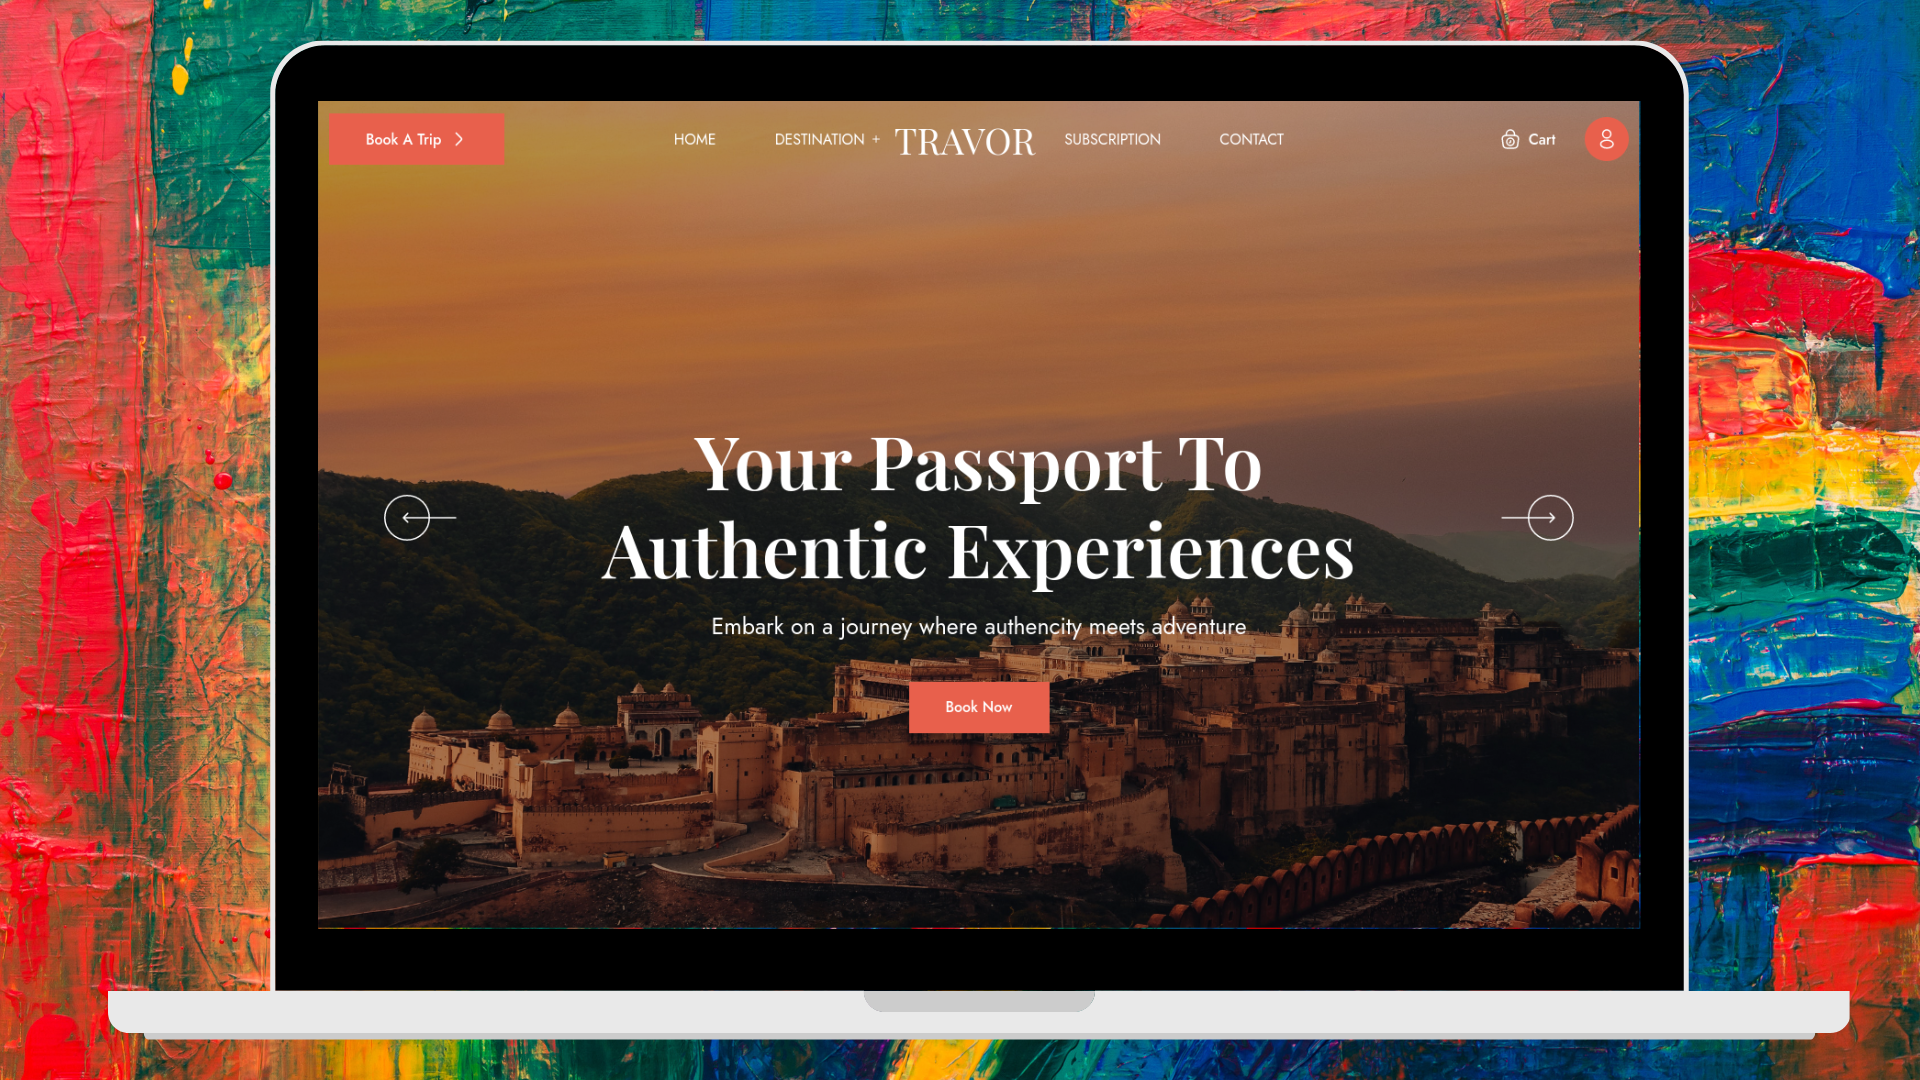 Book A Trip
HOME
DESTINATION +
TRAVOR
SUBSCRIPTION
CONTACT
Cart
Your Passport To
Authentic Experiences
Embark on a journey where authencity meets adventure
Book Now